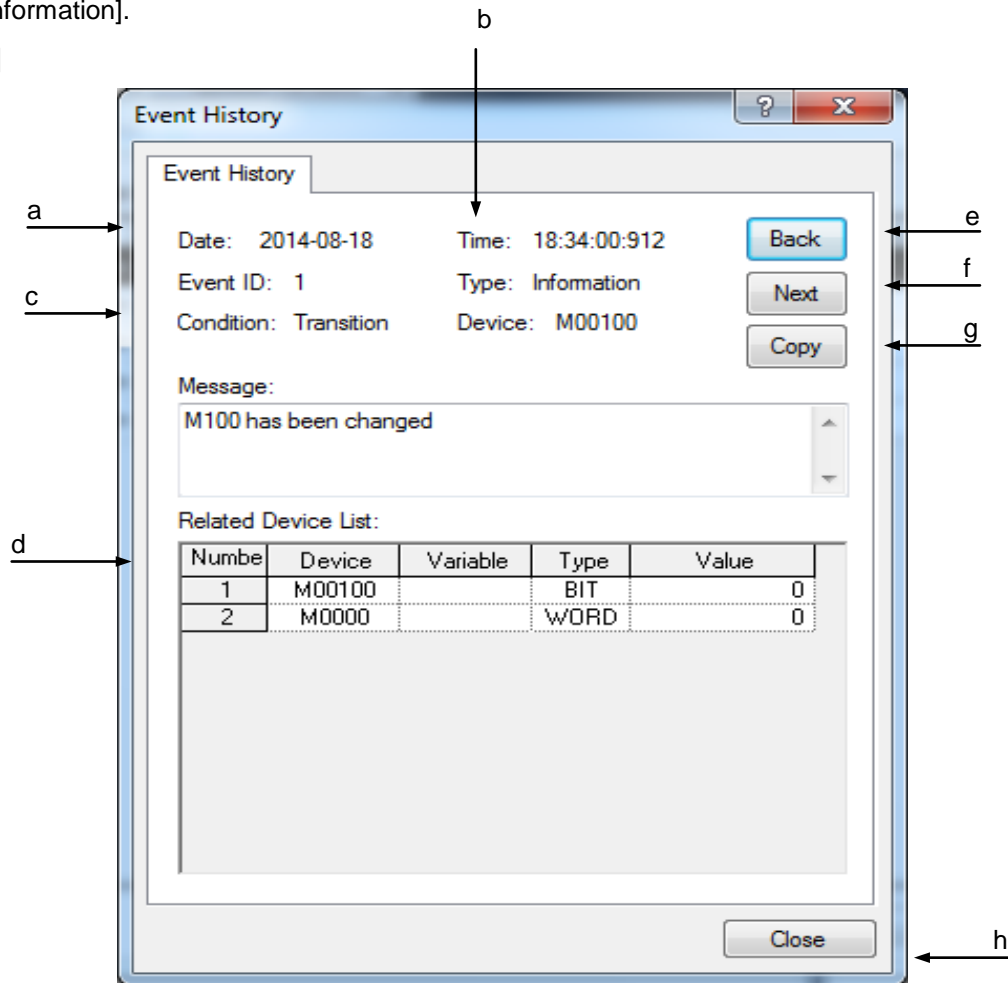 nformation].
b
Event History
?
x
Event History
a
e
Date: 2014-08-18 Time: 18:34:00:912 Back
f
Event ID: 1 Type: Information Next
c
Condition: Transition Device: M00100
g
Copy
Message:
M100 has been changed
Related Device List:
d
Numbe Device Variable Type Value
1 M00100 BIT 0
2 M0000 WORD 0
Close
h